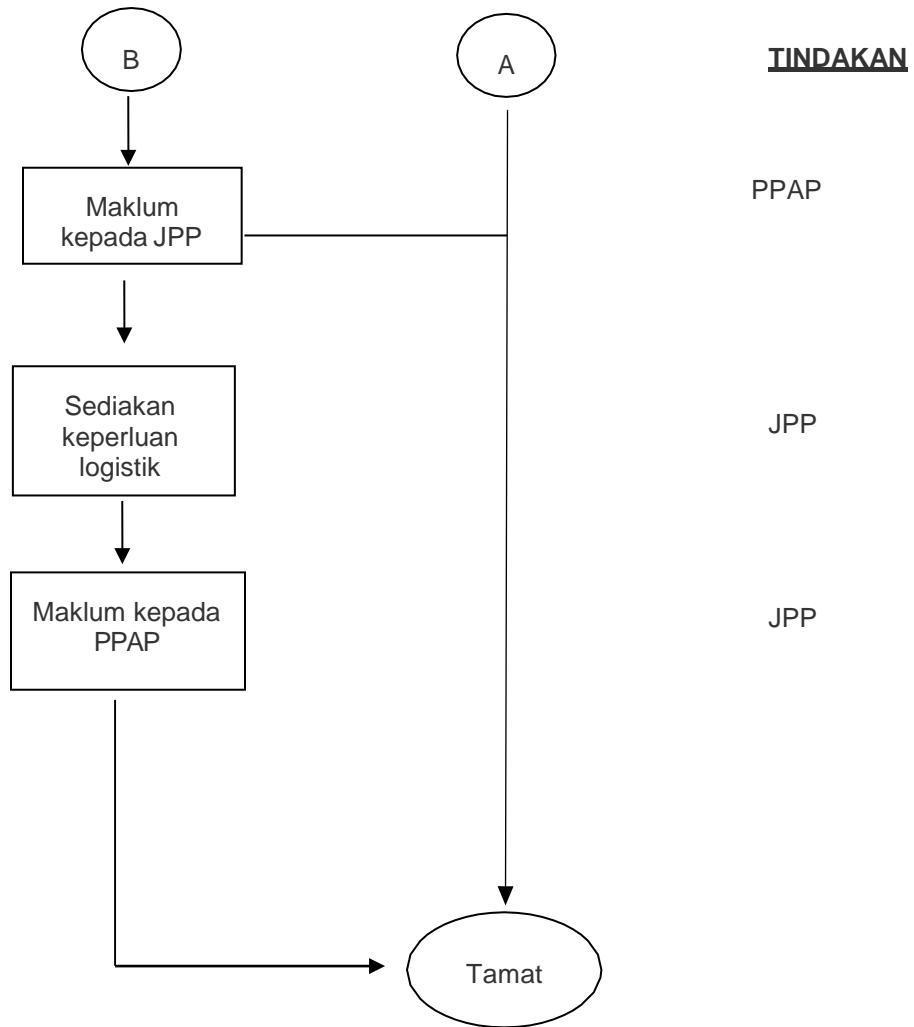 B
A
TINDAKAN
Maklum
kepada JPP
PPAP
Sediakan
keperluan
logistik
JPP
Maklum kepada
PPAP
JPP
Tamat